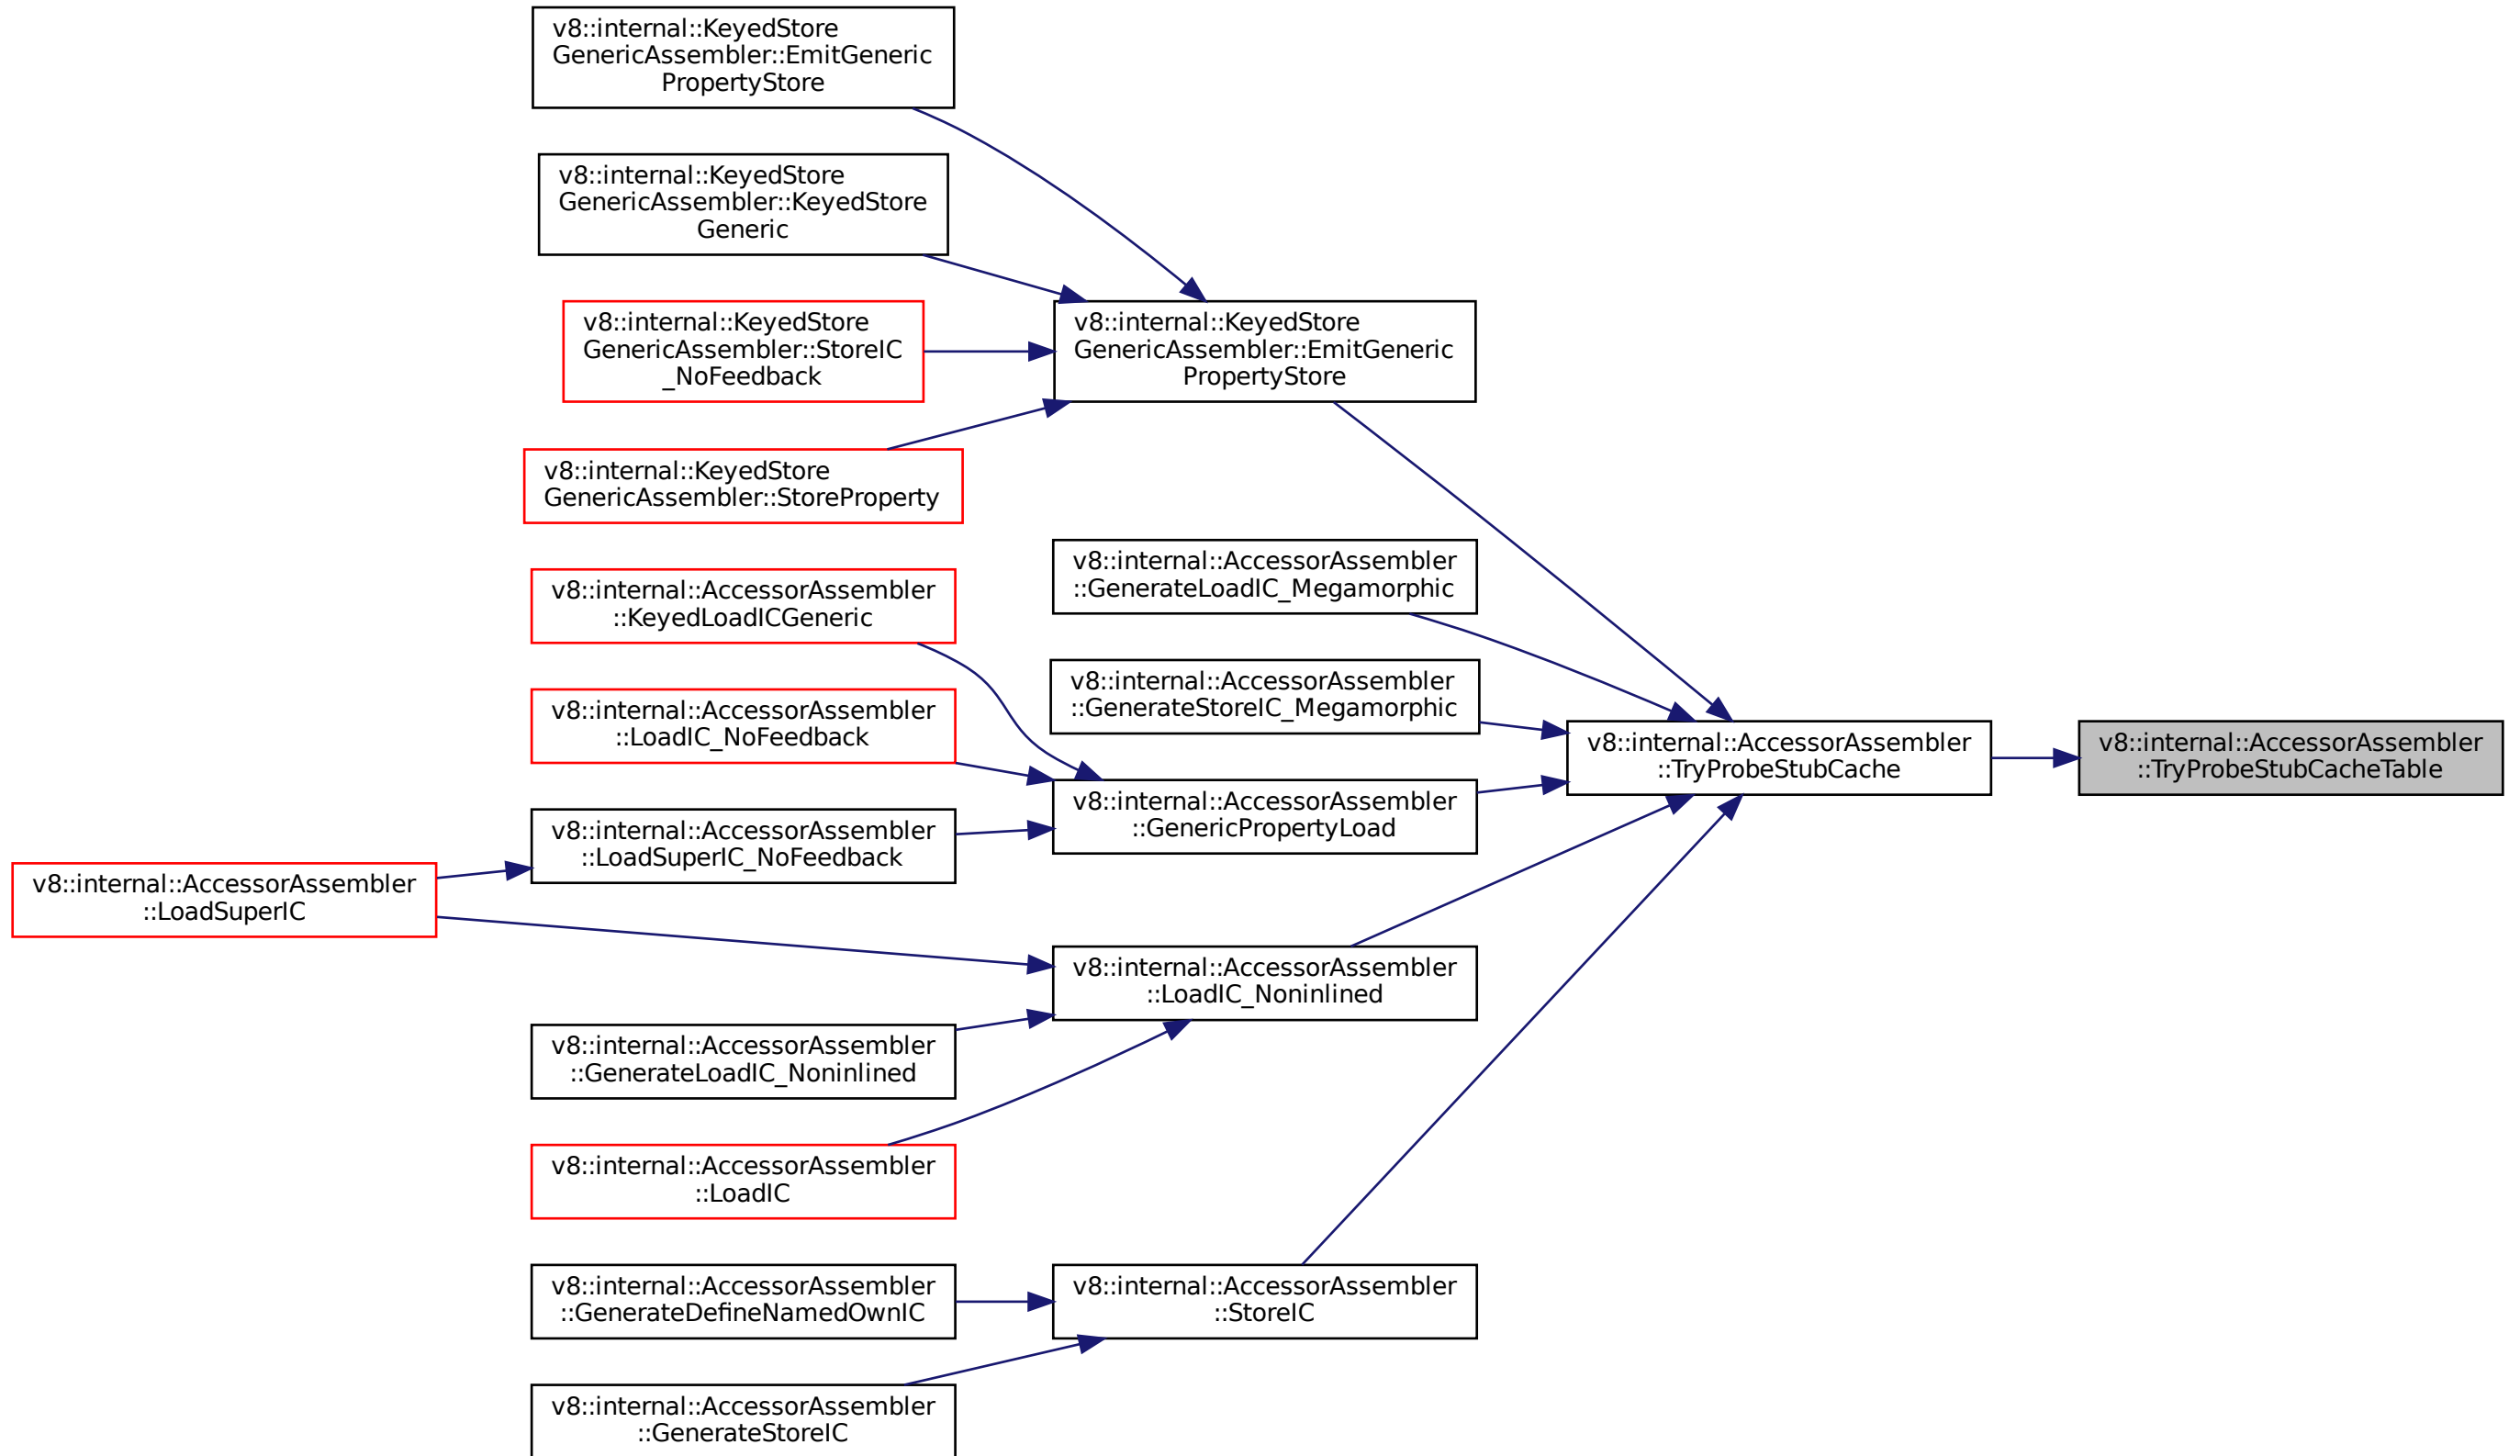 v8::internal::KeyedStore
GenericAssembler::EmitGeneric
PropertyStore
v8::internal::KeyedStore
GenericAssembler::KeyedStore
Generic
v8::internal::KeyedStore
GenericAssembler::StoreIC
_NoFeedback
v8::internal::KeyedStore
GenericAssembler::EmitGeneric
PropertyStore
v8::internal::KeyedStore
GenericAssembler::StoreProperty
v8::internal::AccessorAssembler
::GenerateLoadIC_Megamorphic
v8::internal::AccessorAssembler
::KeyedLoadICGeneric
v8::internal::AccessorAssembler
::GenerateStoreIC_Megamorphic
v8::internal::AccessorAssembler
::LoadIC_NoFeedback
v8::internal::AccessorAssembler
::TryProbeStubCache
v8::internal::AccessorAssembler
::TryProbeStubCacheTable
v8::internal::AccessorAssembler
::GenericPropertyLoad
v8::internal::AccessorAssembler
::LoadSuperIC_NoFeedback
v8::internal::AccessorAssembler
::LoadSuperIC
v8::internal::AccessorAssembler
::LoadIC_Noninlined
v8::internal::AccessorAssembler
::GenerateLoadIC_Noninlined
v8::internal::AccessorAssembler
::LoadIC
v8::internal::AccessorAssembler
::GenerateDefineNamedOwnIC
v8::internal::AccessorAssembler
::StoreIC
v8::internal::AccessorAssembler
::GenerateStoreIC